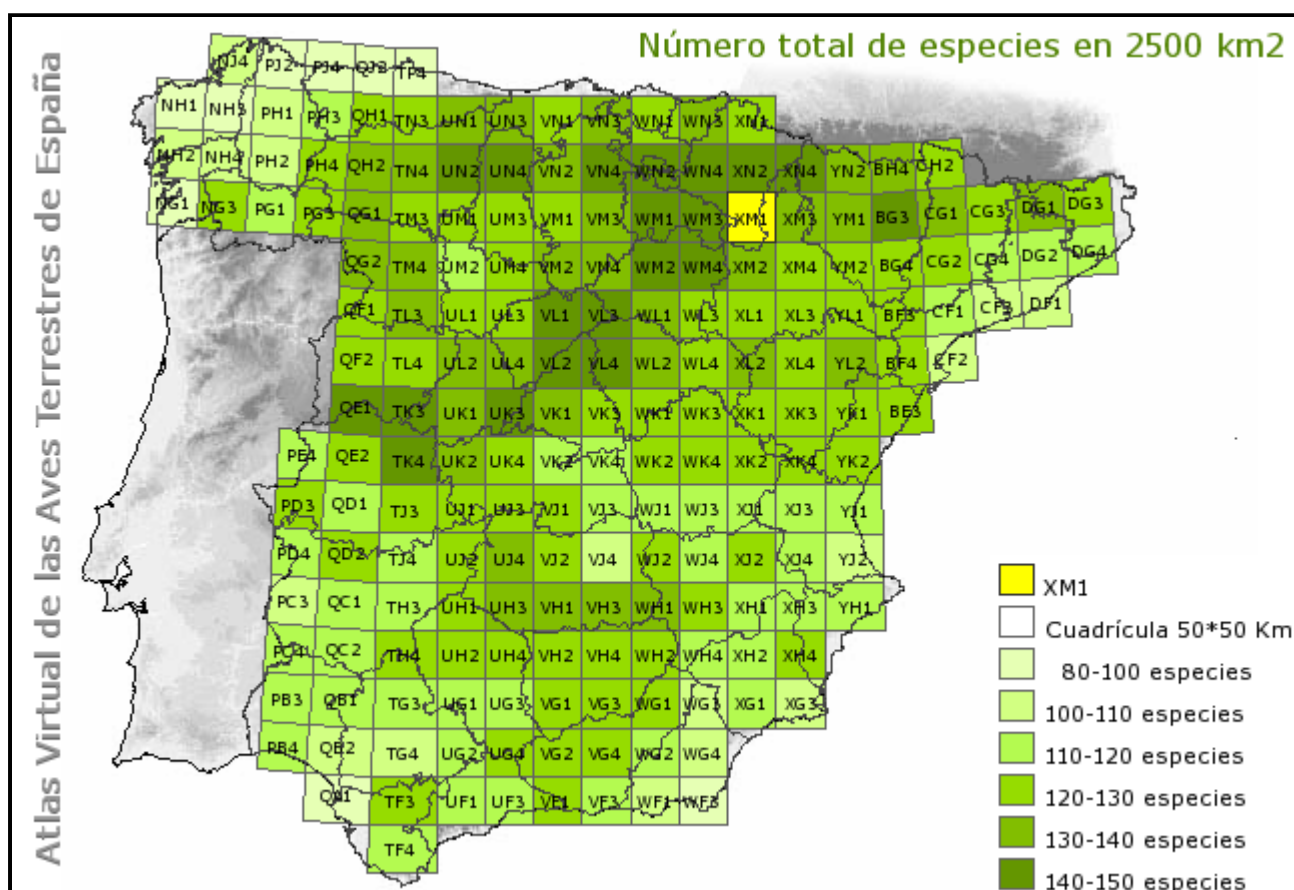 Número total de especies en 2500 km2
Atlas Virtual de las Aves Terrestres de España
NJ4 PJ2 PJ4 QJ2 TP4
NH1 NH3 PH1 PH3 QH1 TN3 UN1 UN3 VN1 VN3 WN1 WN3 XN1
NH2 NH4 PH2 PH4 QH2 TN4 UN2 UN4 VN2 VN4 WN2 WN4 XN2 XN4 YN2 BH4 CH2
NG1 NG3 PG1 PG3 QG1 TM3 UM1 UM3 VM1 VM3 WM1 WM3 XM1 XM3 YM1 BG3 CG1 CG3 DG1 DG3
QG2 TM4 UM2 UM4 VM2 VN4 WM2 WM4 XM2 XM4 YM2 BG4 CG2 CG4 DG2 DG4
QF1 TL3 UL1 UL3 VL1 VL3 WL1 WL3 XL1 XL3 YL1 BF3 CF1 CF3 DF1
QF2 TL4 UL2 UL4 VL2 VL4 WL2 WL4 XL2 XL4 YL2 BF4 CF2
QE1 TK3 UK1 UK3 VK1 VK3 WK1 WK3 XK1 XK3 YK1 BE3
PE4 QE2 TK4 UK2 UK4 VK2 VK4 WK2 WK4 XK2 XK4 YK2
PD3 QD1 TJ3 UJ1 UJ3 VJ1 VJ3 WJ1 WJ3 XJ1 XJ3 YJ1
PD4 QD2 TJ4 UJ2 UJ4 VJ2 VJ4 WJ2 WJ4 XJ2 XJ4 YJ2
PC3 QC1 TH3 UH1 UH3 VH1 VH3 WH1 WH3 XH1 XH3 YH1
PC4 QC2 TH4 UH2 UH4 VH2 VH4 WH2 WH4 XH2 XH4
PB3 QB1 TG3 UG1 UG3 VG1 VG3 WG1 WG3 XG1 XG3
PB4 QB2 TG4 UG2 UG4 VG2 VG4 WG2 WG4
QA1 TF3 UF1 UF3 VF1 VF3 WF1 WF3
TF4
XM1
Cuadrícula 50*50 Km
80-100 especies
100-110 especies
110-120 especies
120-130 especies
130-140 especies
140-150 especies